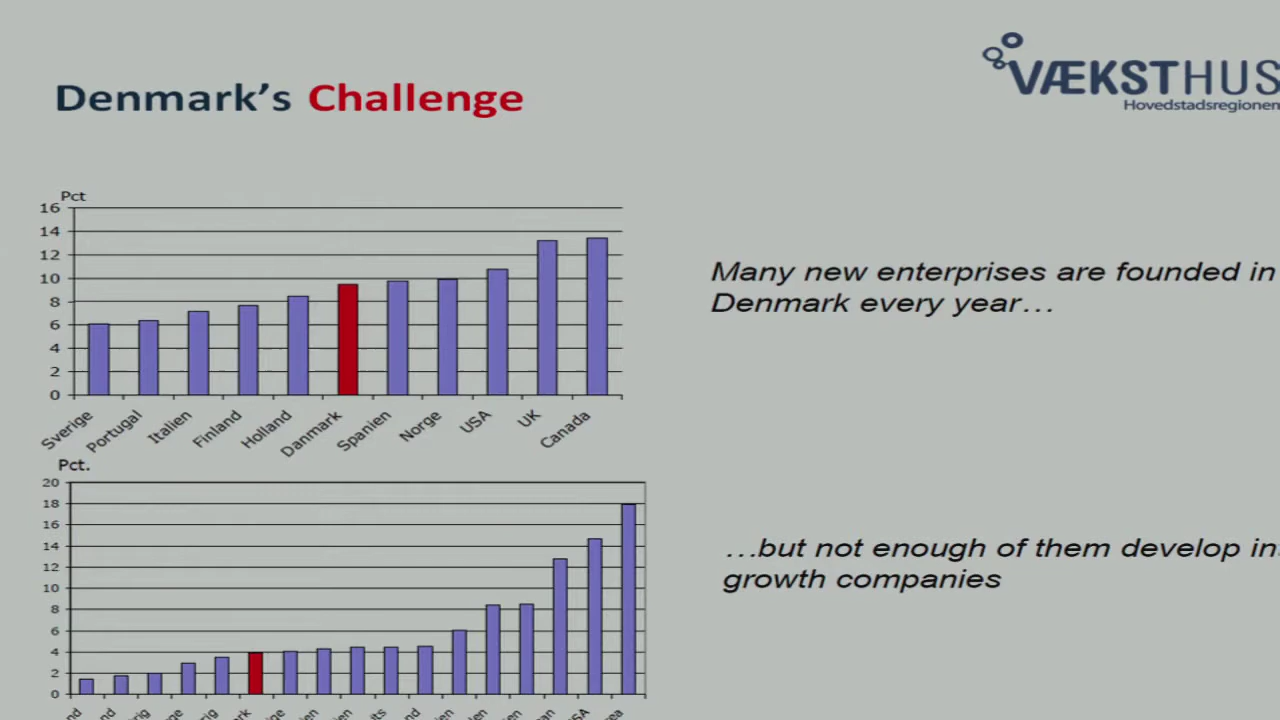 Denmark's Challenge
VÆKSTHUS
Hovedstadsregionen
Pct
16
14
12
10
8
6
4
2
0
Sverige
Portugal
Italien
Finland
Holland
Danmark
Spanien
Norge
USA
UK
Canada
Many new enterprises are founded in
Denmark every year…
Pct.
20
18
16
14
12
10
8
6
4
2
0
…but not enough of them develop
growth companies